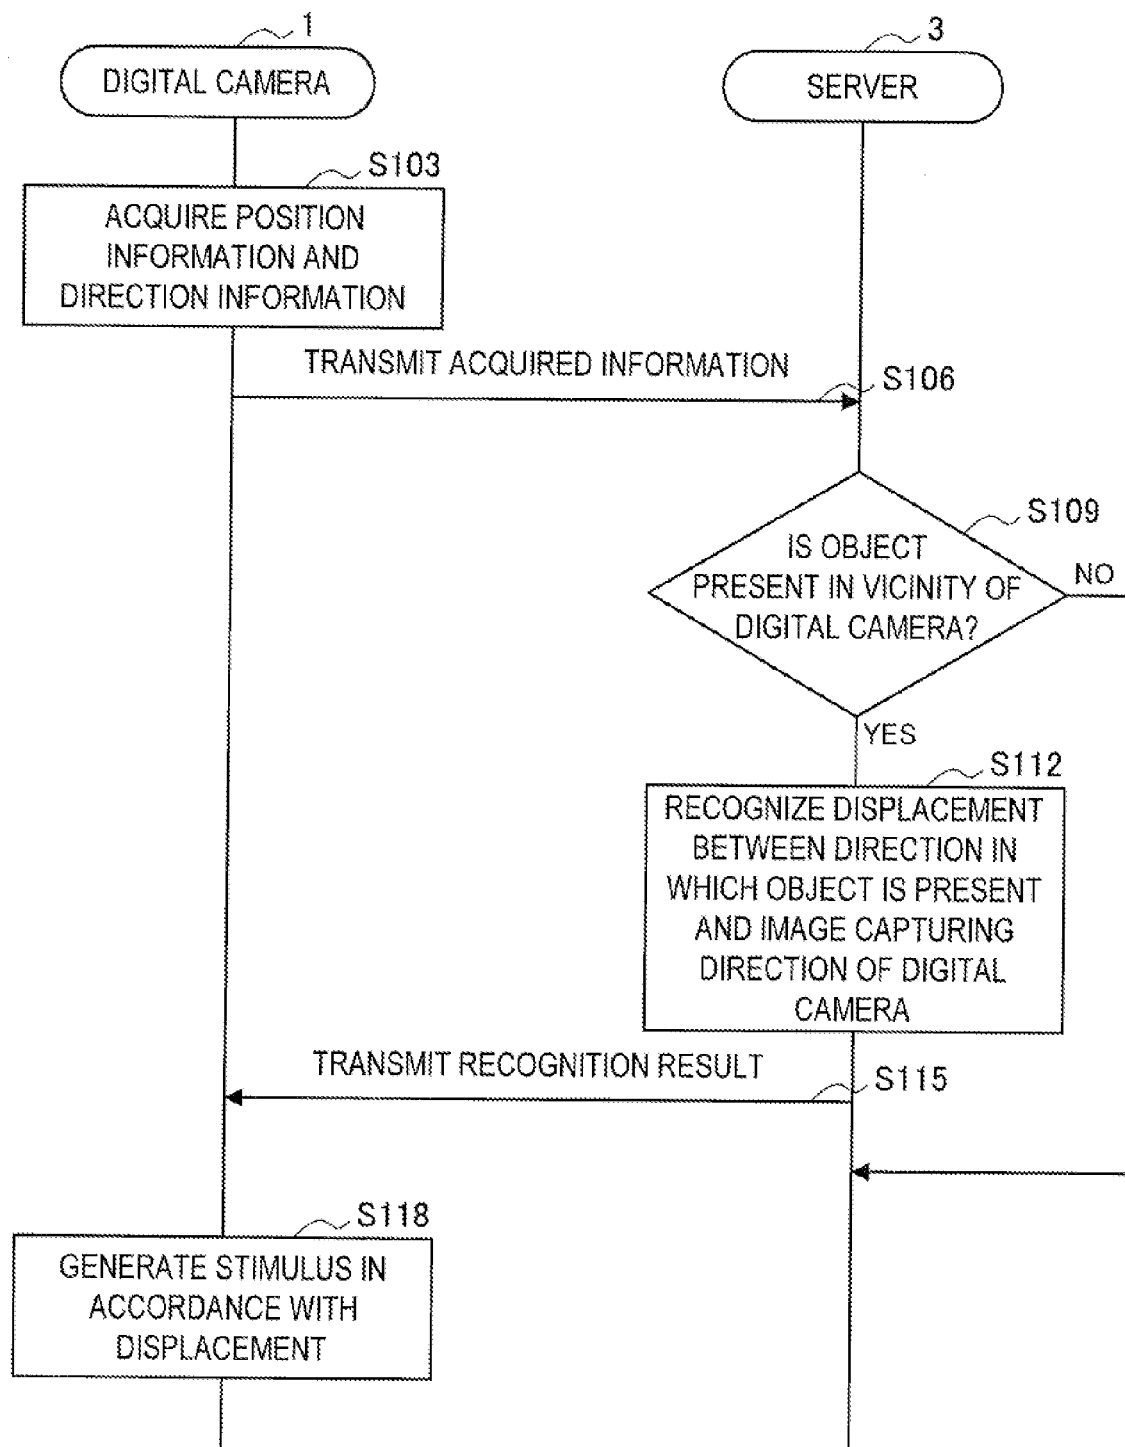 1
DIGITAL CAMERA
3
SERVER
S103
ACQUIRE POSITION
INFORMATION AND
DIRECTION INFORMATION
TRANSMIT ACQUIRED INFORMATION
S106
S109
IS OBJECT
PRESENT IN VICINITY OF
DIGITAL CAMERA?
NO
YES
S112
RECOGNIZE DISPLACEMENT
BETWEEN DIRECTION IN
WHICH OBJECT IS PRESENT
AND IMAGE CAPTURING
DIRECTION OF DIGITAL
CAMERA
TRANSMIT RECOGNITION RESULT
S115
S118
GENERATE STIMULUS IN
ACCORDANCE WITH
DISPLACEMENT